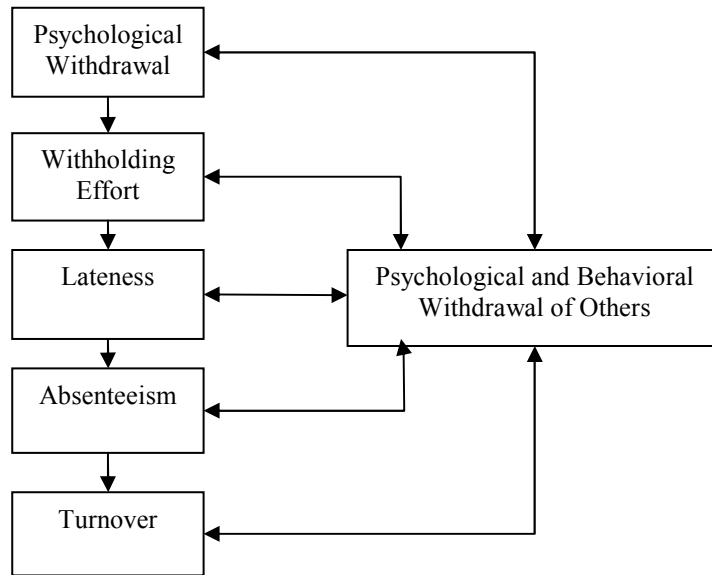 Psychological
Withdrawal
Withholding
Effort
Lateness
Psychological and Behavioral
Withdrawal of Others
Absenteeism
Turnover